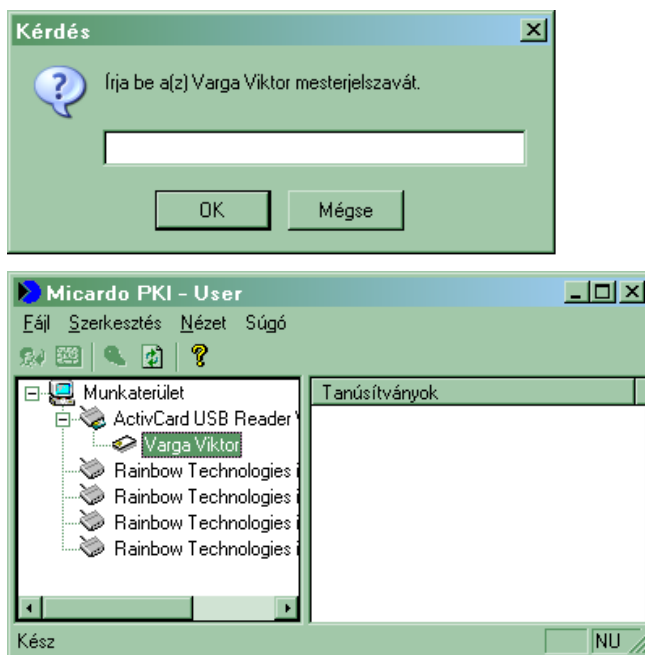 Kérdés
Írja be a(z) Varga Viktor mesterjelszavát.
OK
Mégse
Micardo PKI - User
Fájl Szerkesztés Nézet Súgó
Munkaterület
Tanúsítványok
ActivCard USB Reader
Varga Viktor
Rainbow Technologies i
Rainbow Technologies i
Rainbow Technologies i
Rainbow Technologies i
Kész
NU